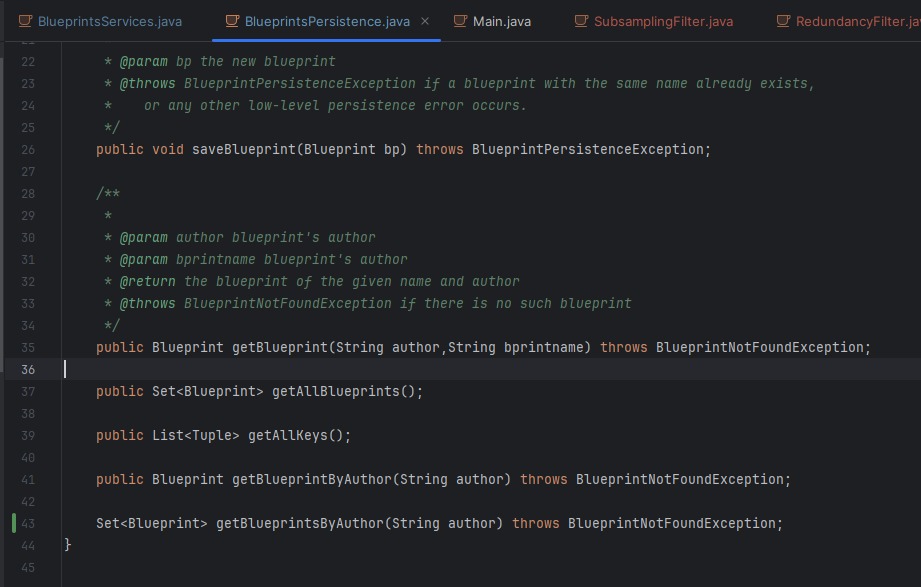 BlueprintsServices.java BlueprintsPersistence.java × Main.java SubsamplingFilter.java RedundancyFilter.ja
22 * @param bp the new blueprint
23 * @throws BlueprintPersistenceException if a blueprint with the same name already exists,
24 *    or any other low-level persistence error occurs.
25 */
26 public void saveBlueprint(Blueprint bp) throws BlueprintPersistenceException;
27
28 /**
29 *
30 * @param author blueprint's author
31 * @param bprintname blueprint's author
32 * @return the blueprint of the given name and author
33 * @throws BlueprintNotFoundException if there is no such blueprint
34 */
35 public Blueprint getBlueprint(String author,String bprintname) throws BlueprintNotFoundException;
36
37 public Set<Blueprint> getAllBlueprints();
38
39 public List<Tuple> getAllKeys();
40
41 public Blueprint getBlueprintByAuthor(String author) throws BlueprintNotFoundException;
42
43 Set<Blueprint> getBlueprintsByAuthor(String author) throws BlueprintNotFoundException;
44 }
45